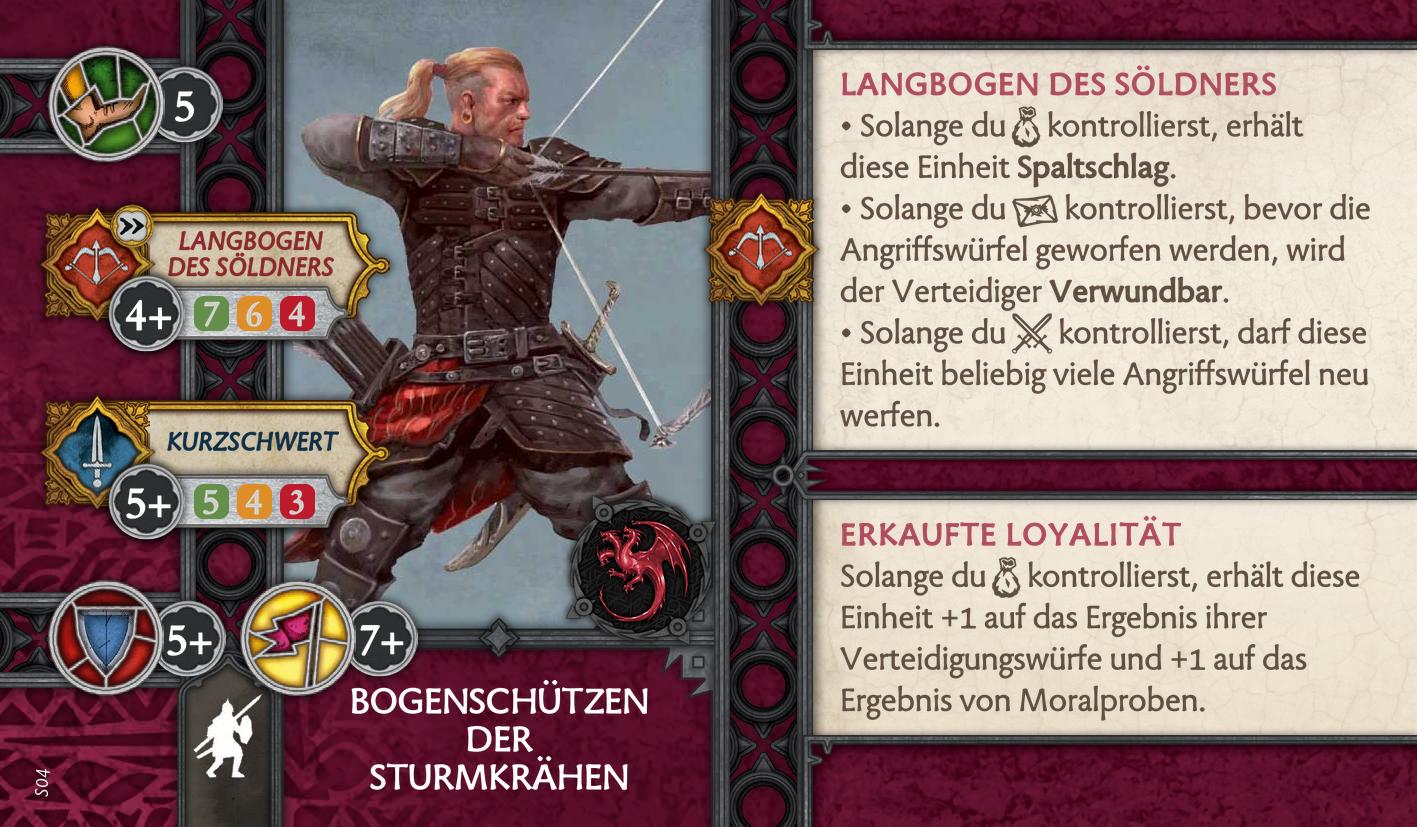 5
LANGBOGEN
DES SÖLDNERS
4+ 7 6 4
KURZSCHWERT
5+ 5 4 3
5+ 7+
BOGENSCHÜTZEN
DER
STURMKRÄHEN
S04
LANGBOGEN DES SÖLDNERS
• Solange du kontrollierst, erhält
diese Einheit Spaltschlag.
• Solange du kontrollierst, bevor die
Angriffswürfel geworfen werden, wird
der Verteidiger Verwundbar.
• Solange du kontrollierst, darf diese
Einheit beliebig viele Angriffswürfel neu
werfen.
ERKAUFTE LOYALITÄT
Solange du kontrollierst, erhält diese
Einheit +1 auf das Ergebnis ihrer
Verteidigungswürfe und +1 auf das
Ergebnis von Moralproben.